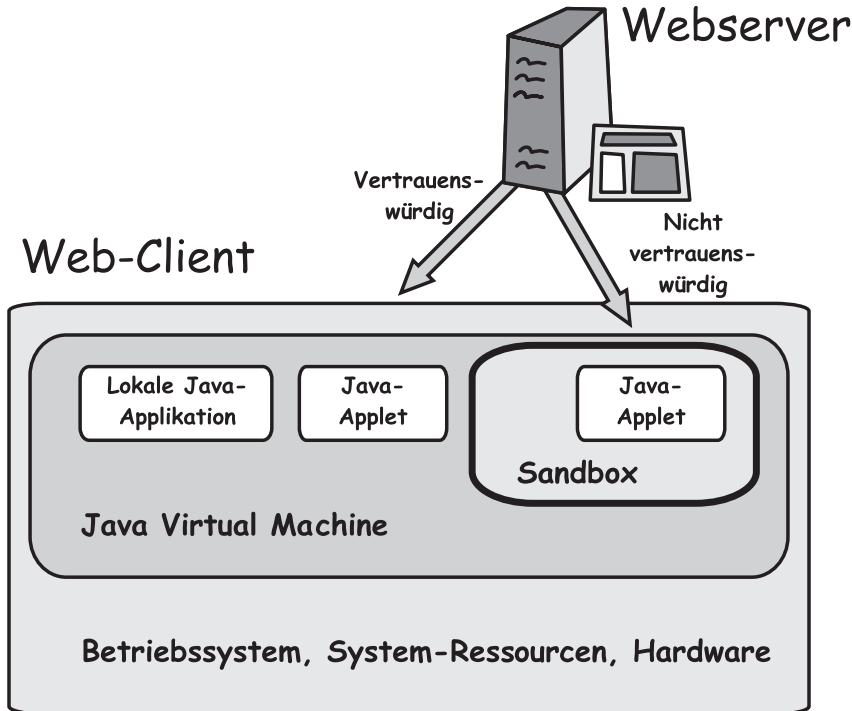 Webserver
Vertrauens-
würdig
Nicht
vertrauens-
würdig
Web-Client
Lokale Java-
Applikation
Java-
Applet
Java-
Applet
Sandbox
Java Virtual Machine
Betriebssystem, System-Ressourcen, Hardware